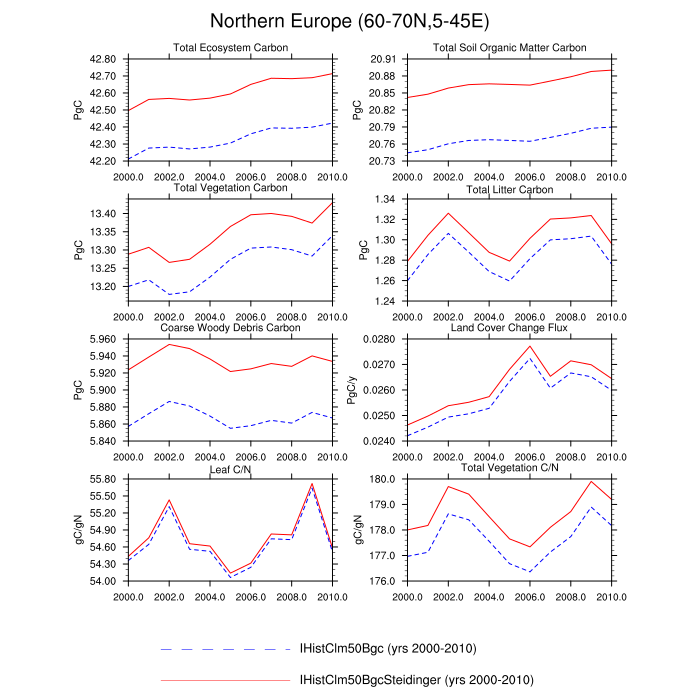 Northern Europe (60-70N,5-45E)
Total Ecosystem Carbon
PgC
42.80
42.70
42.60
42.50
42.40
42.30
42.20
2000.0 2002.0 2004.0 2006.0 2008.0 2010.0
Total Soil Organic Matter Carbon
PgC
20.91
20.88
20.85
20.82
20.79
20.76
20.73
2000.0 2002.0 2004.0 2006.0 2008.0 2010.0
Total Vegetation Carbon
PgC
13.40
13.35
13.30
13.25
13.20
2000.0 2002.0 2004.0 2006.0 2008.0 2010.0
Total Litter Carbon
PgC
1.34
1.32
1.30
1.28
1.26
1.24
2000.0 2002.0 2004.0 2006.0 2008.0 2010.0
Coarse Woody Debris Carbon
PgC
5.960
5.940
5.920
5.900
5.880
5.860
5.840
2000.0 2002.0 2004.0 2006.0 2008.0 2010.0
Land Cover Change Flux
PgC/y
0.0280
0.0270
0.0260
0.0250
0.0240
2000.0 2002.0 2004.0 2006.0 2008.0 2010.0
Leaf C/N
gC/gN
55.80
55.50
55.20
54.90
54.60
54.30
54.00
2000.0 2002.0 2004.0 2006.0 2008.0 2010.0
Total Vegetation C/N
gC/gN
180.0
179.0
178.0
177.0
176.0
2000.0 2002.0 2004.0 2006.0 2008.0 2010.0
IHistClm50Bgc (yrs 2000-2010)
IHistClm50BgcSteidinger (yrs 2000-2010)